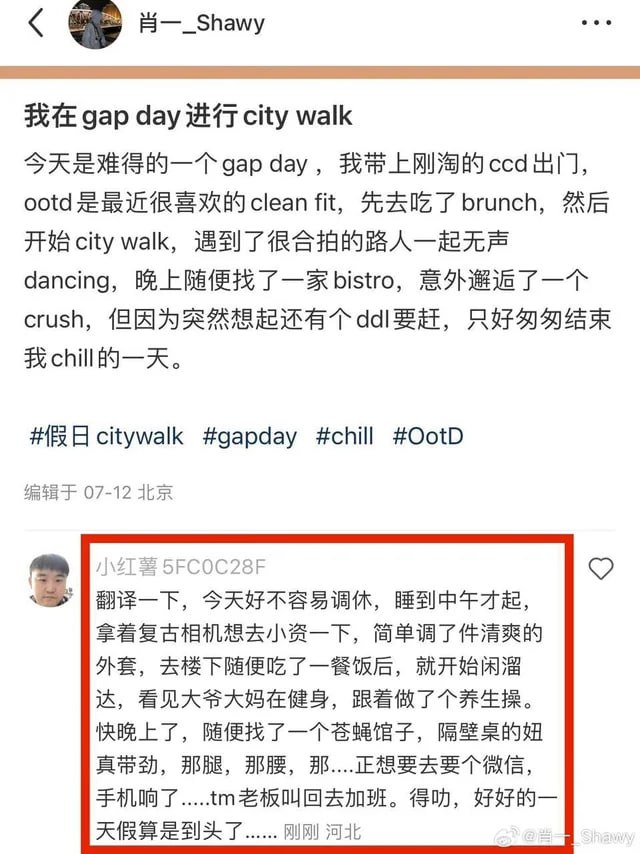 肖一_Shawy
我在gap day进行city walk
今天是难得的一个gap day ，我带上刚淘的ccd出门，
ootd是最近很喜欢的clean fit，先去吃了brunch，然后
开始city walk，遇到了很合拍的路人一起无声
dancing，晚上随便找了一家bistro，意外邂逅了一个
crush，但因为突然想起还有个ddl要赶，只好匆匆结束
我chill的一天。
#假日citywalk #gapday #chill #OotD
编辑于 07-12 北京
小红薯5FC0C28F
翻译一下，今天好不容易调休，睡到中午才起，
拿着复古相机想去小资一下，简单调了件清爽的
外套，去楼下随便吃了一餐饭后，就开始闲溜
达，看见大爷大妈在健身，跟着做了个养生操。
快晚上了，随便找了一个苍蝇馆子，隔壁桌的妞
真带劲，那腿，那腰，那....正想要去要个微信，
手机响了.....tm老板叫回去加班。得叻，好好的一
天假算是到头了...... 刚刚 河北
@肖一_Shawy